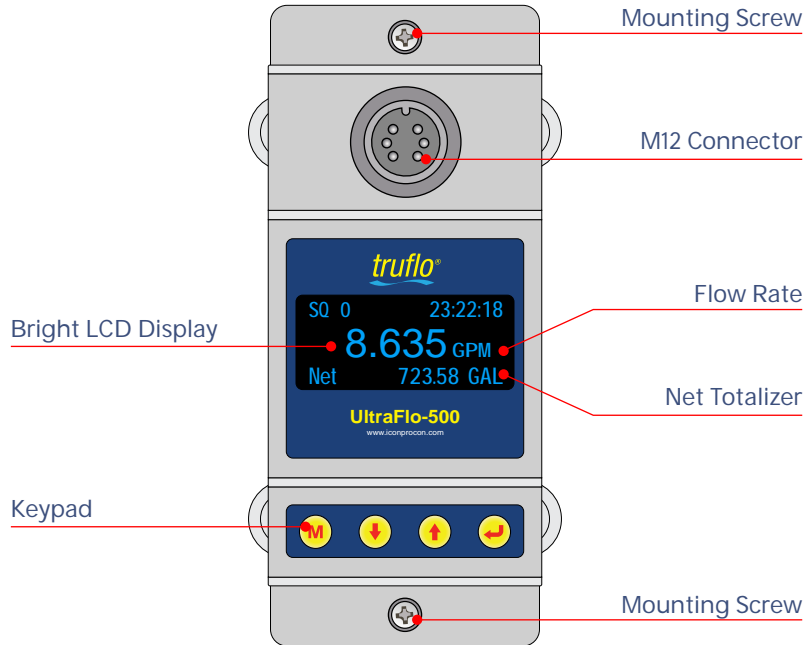 Mounting Screw
M12 Connector
truflo®
SQ 0 23:22:18
Flow Rate
Bright LCD Display
8.635 GPM
Net 723.58 GAL
Net Totalizer
UltraFlo-500
www.iconprocon.com
Keypad
M
Mounting Screw